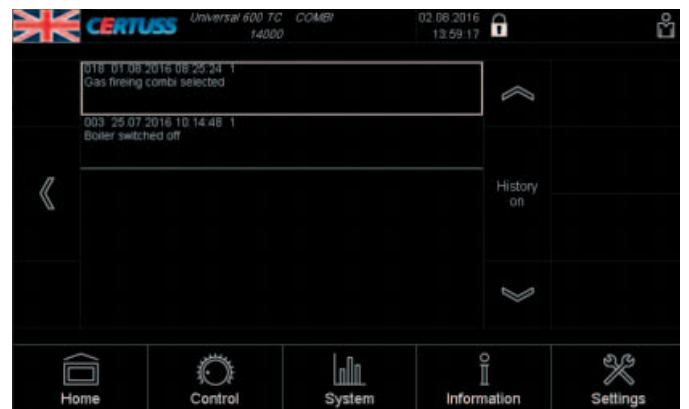 CERTUSS Universal 600 TC COMBI 02.08.2016
14000 13:59:17
018 01.08.2016 08:25:24 1
Gas fireing combi selected
003 25.07.2016 10:14:48 1
Boiler switched off
History
on
Home Control System Information Settings